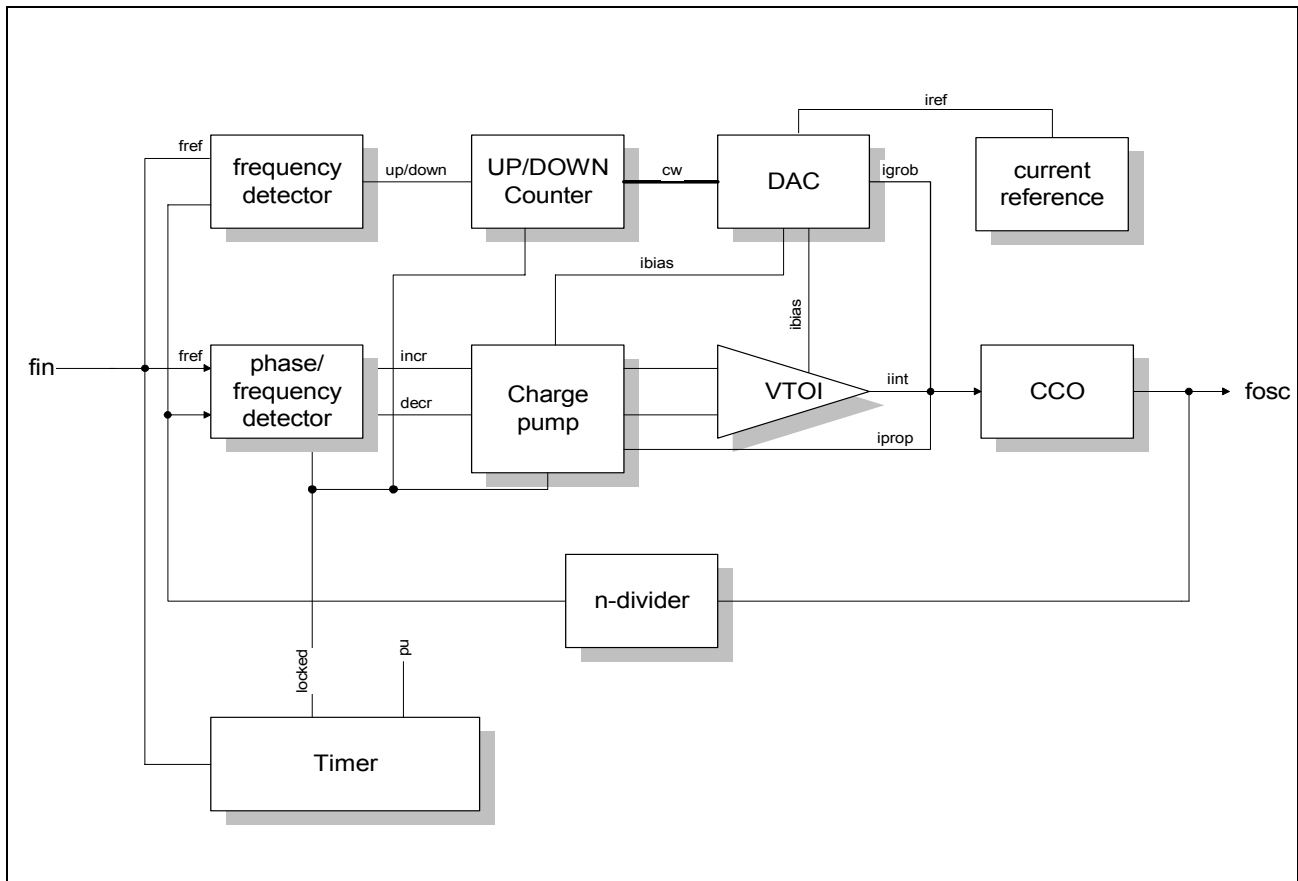 iref
fref
frequency
detector
up/down
UP/DOWN
Counter
cw
DAC
igrob
current
reference
ibias
ibias
fin
fref
phase/
frequency
detector
incr
decr
Charge
pump
VTOI
iint
iprop
CCO
fosc
n-divider
locked
pu
Timer